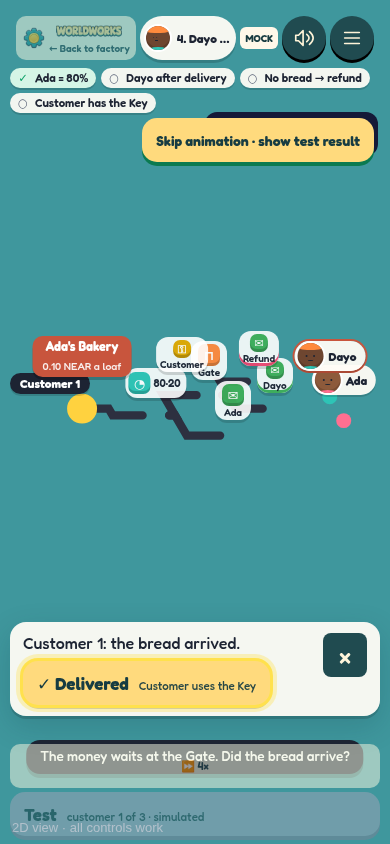 WORLDWORKS
← Back to factory
4. Dayo ...
MOCK
✓ Ada = 80%
○ Dayo after delivery
○ No bread → refund
○ Customer has the Key
Skip animation · show test result
Ada's Bakery
0.10 NEAR a loaf
Customer 1
80·20
Customer
Gate
Refund
Dayo
Ada
Dayo
Ada
Customer 1: the bread arrived.
×
✓ Delivered Customer uses the Key
The money waits at the Gate. Did the bread arrive?
⏩ 4x
Test customer 1 of 3 · simulated
2D view · all controls work